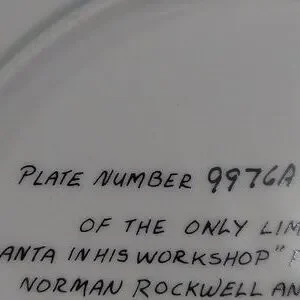 PLATE NUMBER 9976A
OF THE ONLY LIM
ANTA IN HIS WORKSHOP"
NORMAN ROCKWELL AN